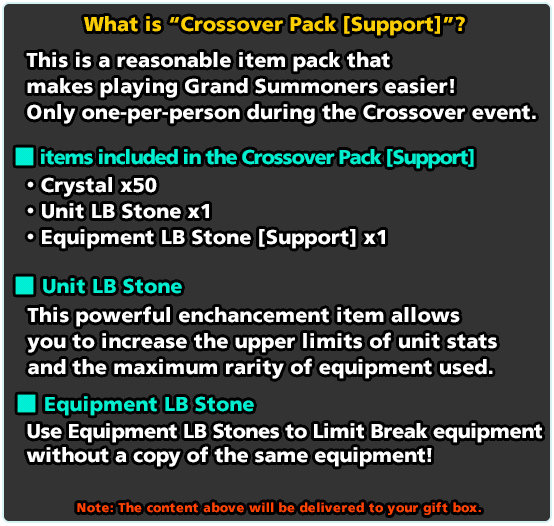 What is “Crossover Pack [Support]”?
This is a reasonable item pack that
makes playing Grand Summoners easier!
Only one-per-person during the Crossover event.
■ items included in the Crossover Pack [Support]
• Crystal x50
• Unit LB Stone x1
• Equipment LB Stone [Support] x1
■ Unit LB Stone
This powerful enchancement item allows
you to increase the upper limits of unit stats
and the maximum rarity of equipment used.
■ Equipment LB Stone
Use Equipment LB Stones to Limit Break equipment
without a copy of the same equipment!
Note: The content above will be delivered to your gift box.